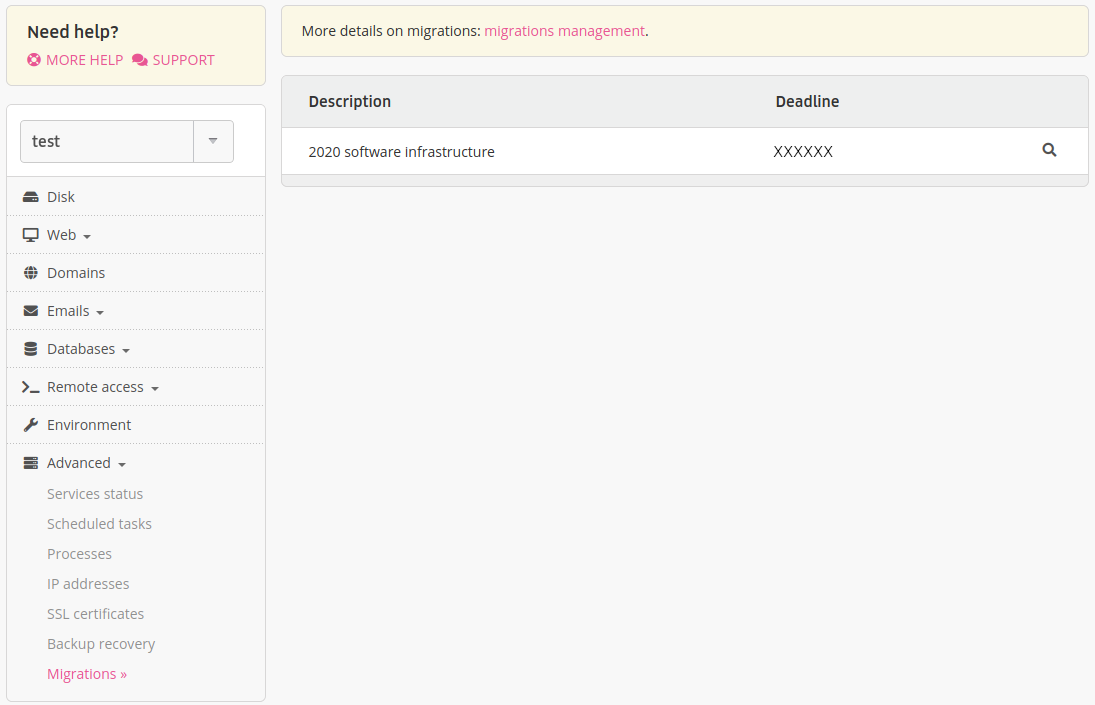 Need help?
MORE HELP SUPPORT
test
Disk
Web
Domains
Emails
Databases
Remote access
Environment
Advanced
Services status
Scheduled tasks
Processes
IP addresses
SSL certificates
Backup recovery
Migrations »
More details on migrations: migrations management.
Description Deadline
2020 software infrastructure XXXXXX